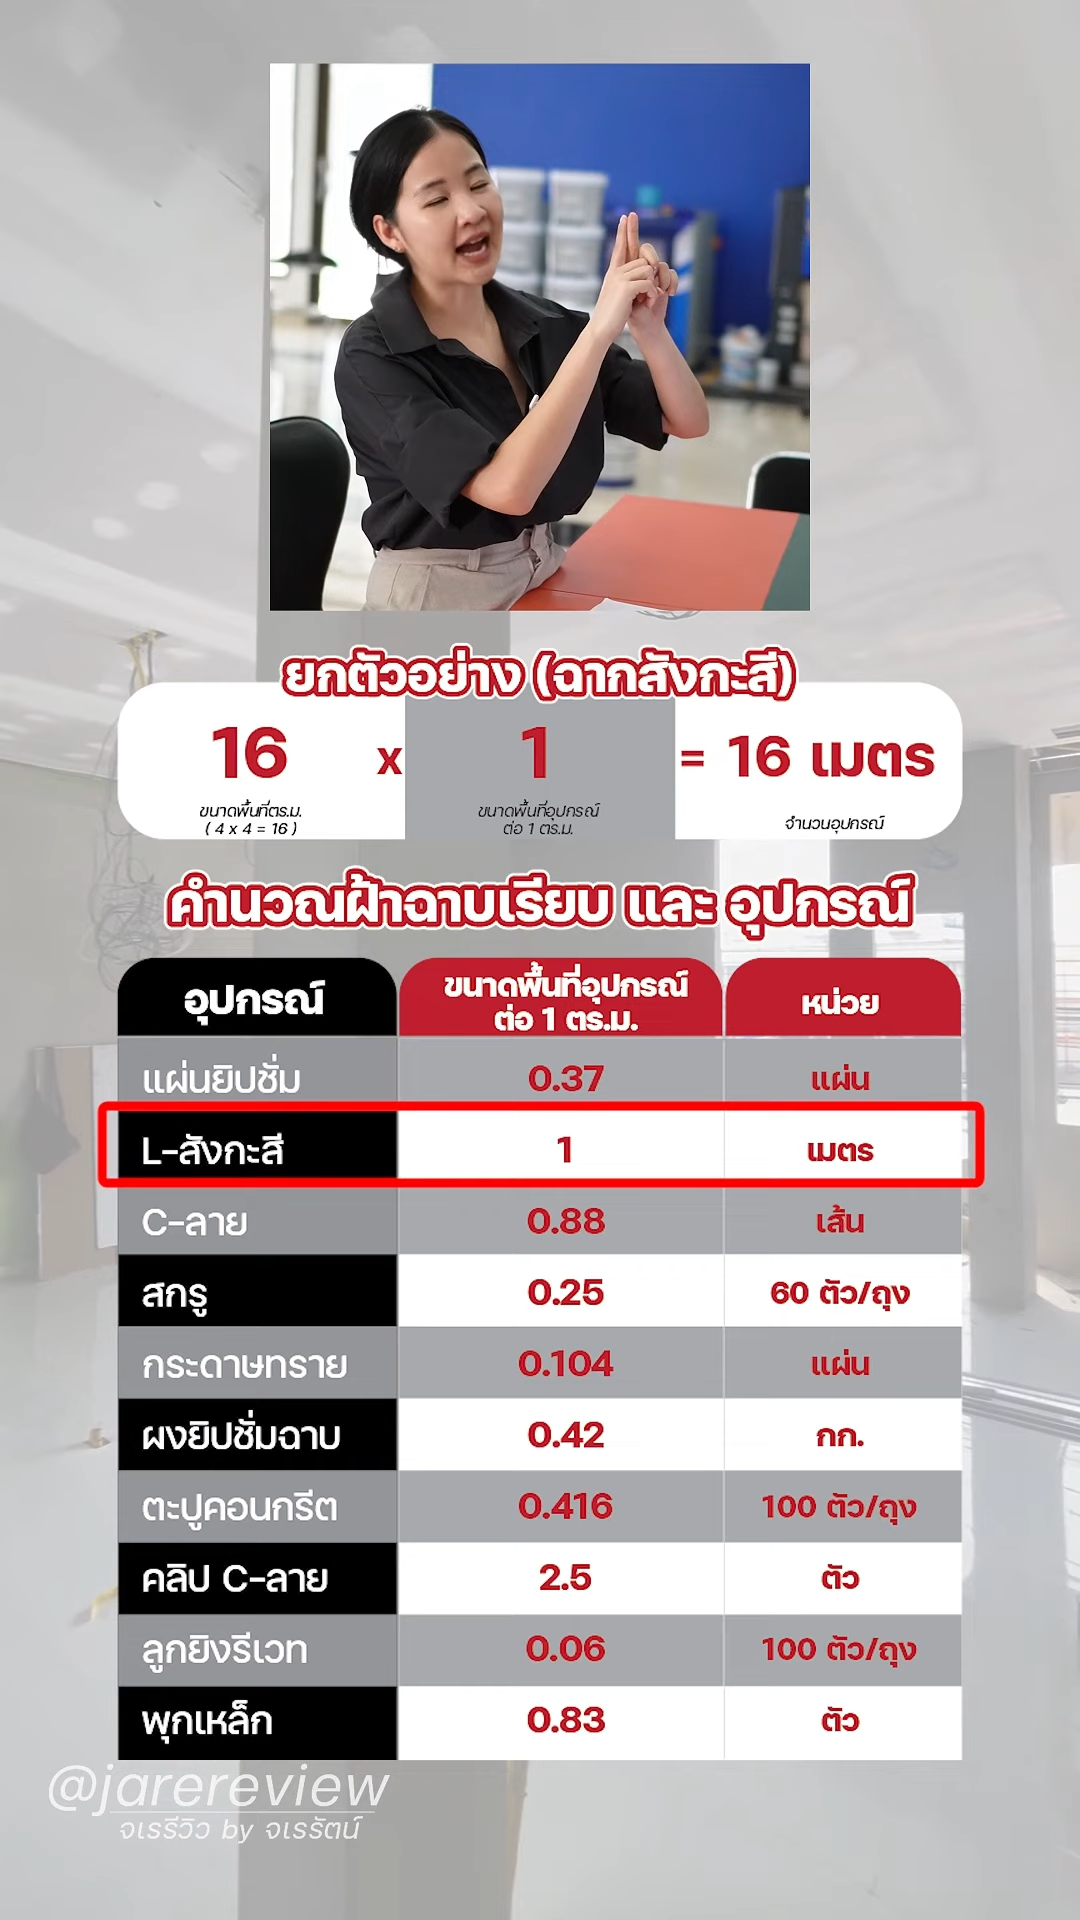 ยกตัวอย่าง (ฉากสังกะสี)
16 x 1 = 16 เมตร
ขนาดพื้นที่ตร.ม.
( 4 x 4 = 16 )
ขนาดพื้นที่อุปกรณ์
ต่อ 1 ตร.ม.
จำนวนอุปกรณ์
คำนวณฝ้าฉาบเรียบ และ อุปกรณ์
อุปกรณ์ ขนาดพื้นที่อุปกรณ์ ต่อ 1 ตร.ม. หน่วย
แผ่นยิปซั่ม 0.37 แผ่น
L-สังกะสี 1 เมตร
C-ลาย 0.88 เส้น
สกรู 0.25 60 ตัว/ถุง
กระดาษทราย 0.104 แผ่น
ผงยิปซั่มฉาบ 0.42 กก.
ตะปูคอนกรีต 0.416 100 ตัว/ถุง
คลิป C-ลาย 2.5 ตัว
ลูกยิงรีเวท 0.06 100 ตัว/ถุง
พุกเหล็ก 0.83 ตัว
@jarereview
จเรรีวิว by จเรรัตน์